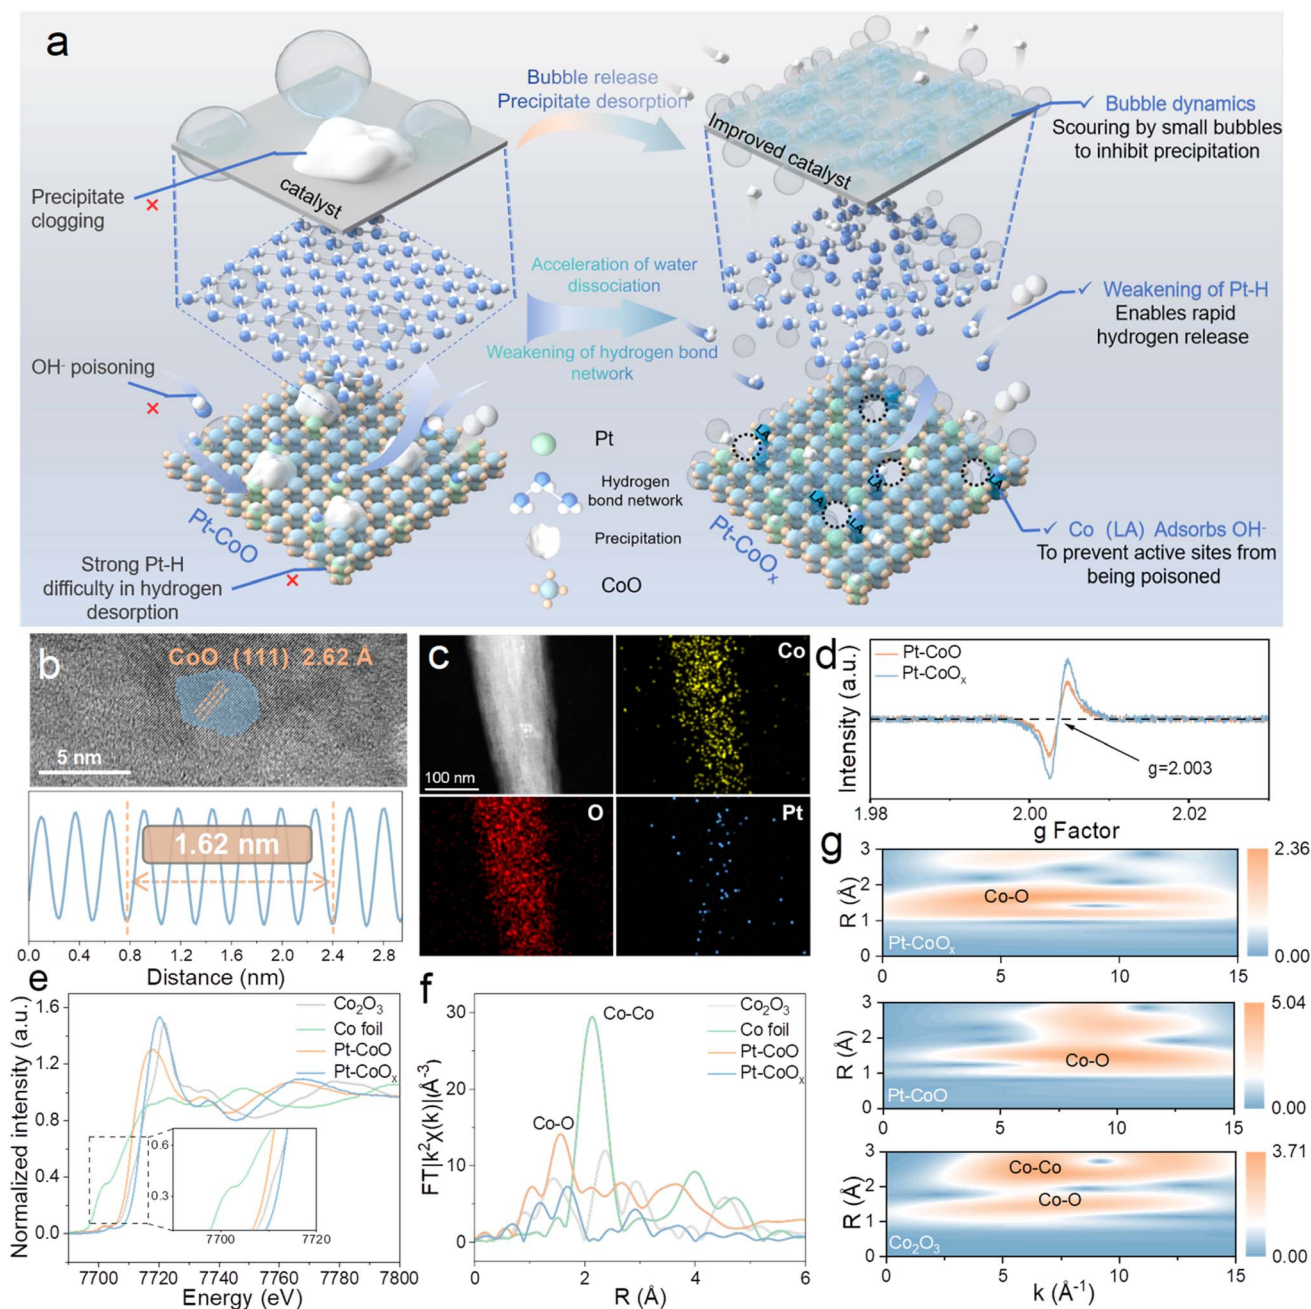 a
Bubble release
Precipitate desorption
Improved catalyst
✓ Bubble dynamics
Scouring by small bubbles
to inhibit precipitation
Precipitate
clogging
×
catalyst
Acceleration of water
dissociation
Weakening of hydrogen bond
network
✓ Weakening of Pt-H
Enables rapid
hydrogen release
OH⁻ poisoning
×
Pt-CoO
Strong Pt-H
difficulty in hydrogen
desorption
×
Pt
Hydrogen
bond network
Precipitation
CoO
LA
LA
LA
LA
LA
LA
Pt-CoOₓ
✓ Co (LA) Adsorbs OH⁻
To prevent active sites from
being poisoned
b
CoO (111) 2.62 Å
5 nm
1.62 nm
0.0 0.4 0.8 1.2 1.6 2.0 2.4 2.8
Distance (nm)
c
100 nm
Co
O
Pt
d
Intensity (a.u.)
Pt-CoO
Pt-CoOₓ
g=2.003
1.98 2.00 2.02
g Factor
e
Normalized intensity (a.u.)
1.6
1.2
0.8
0.4
0.0
Co₂O₃
Co foil
Pt-CoO
Pt-CoOₓ
0.6
0.3
7700 7720
7700 7720 7740 7760 7780 7800
Energy (eV)
f
FT|k²χ(k)|(Å⁻³)
30
20
10
0
Co-Co
Co-O
Co₂O₃
Co foil
Pt-CoO
Pt-CoOₓ
0 2 4 6
R (Å)
g
R (Å)
3
2
1
0
Co-O
Pt-CoOₓ
0 5 10 15
2.36
0.00
R (Å)
3
2
1
0
Co-O
Pt-CoO
0 5 10 15
5.04
0.00
R (Å)
3
2
1
0
Co-Co
Co-O
Co₂O₃
0 5 10 15
3.71
0.00
k (Å⁻¹)